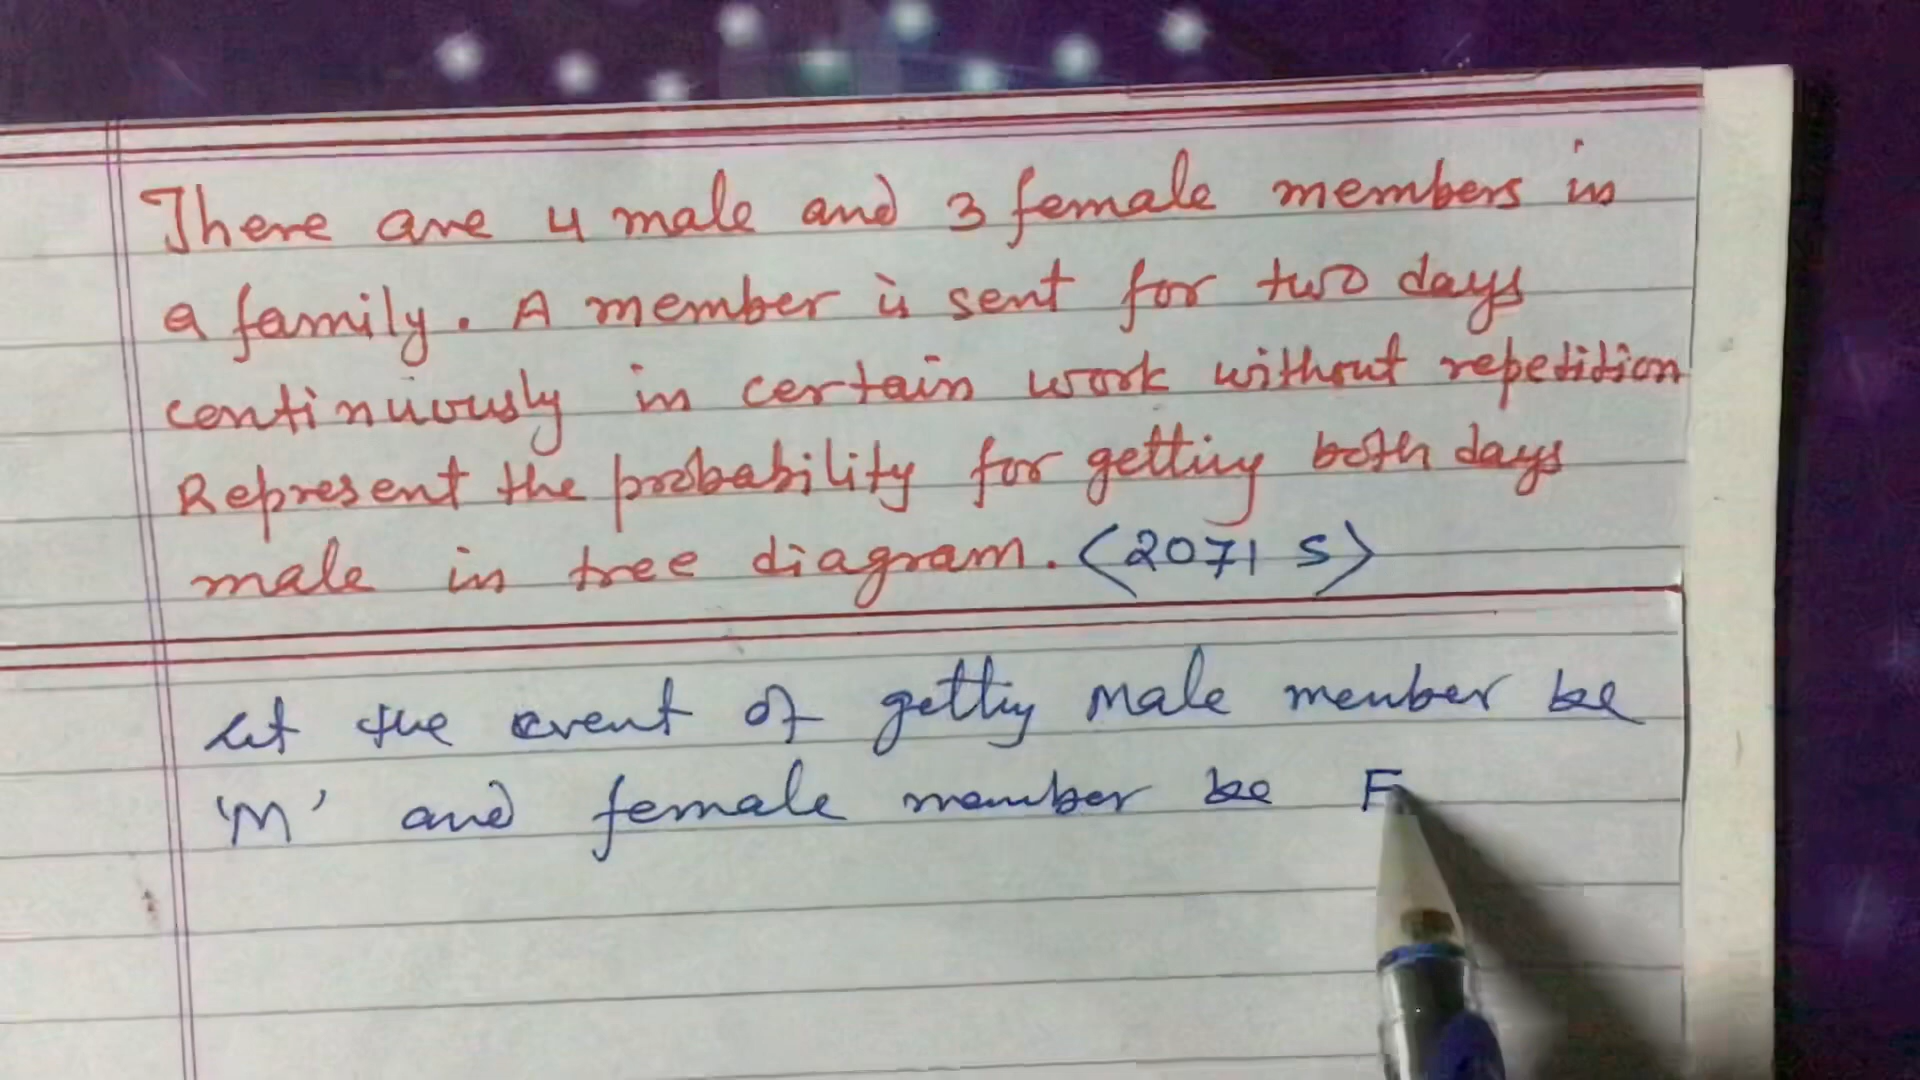 There are 4 male and 3 female members in
a family. A member is sent for two days
continuously in certain work without repetition
Represent the probability for getting both days
male in tree diagram. <2071 S>
Let the event of getting male member be
'M' and female member be F